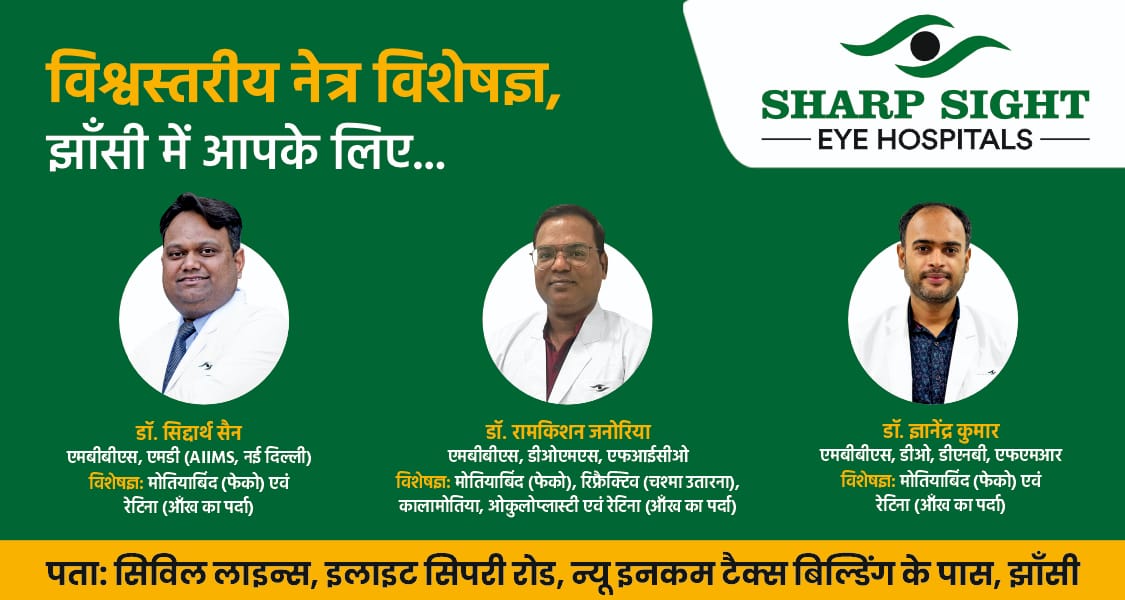 विश्वस्तरीय नेत्र विशेषज्ञ,
झाँसी में आपके लिए...
SHARP SIGHT
EYE HOSPITALS
डॉ. सिद्दार्थ सैन
एमबीबीएस, एमडी (AIIMS, नई दिल्ली)
विशेषज्ञ: मोतियाबिंद (फेको) एवं
रेटिना (आँख का पर्दा)
डॉ. रामकिशन जनोरिया
एमबीबीएस, डीओएमएस, एफआईसीओ
विशेषज्ञ: मोतियाबिंद (फेको), रिफ्रैक्टिव (चश्मा उतारना),
कालामोतिया, ओकुलोप्लास्टी एवं रेटिना (आँख का पर्दा)
डॉ. ज्ञानेंद्र कुमार
एमबीबीएस, डीओ, डीएनबी, एफएमआर
विशेषज्ञ: मोतियाबिंद (फेको) एवं
रेटिना (आँख का पर्दा)
पता: सिविल लाइन्स, इलाइट सिपरी रोड, न्यू इनकम टैक्स बिल्डिंग के पास, झाँसी